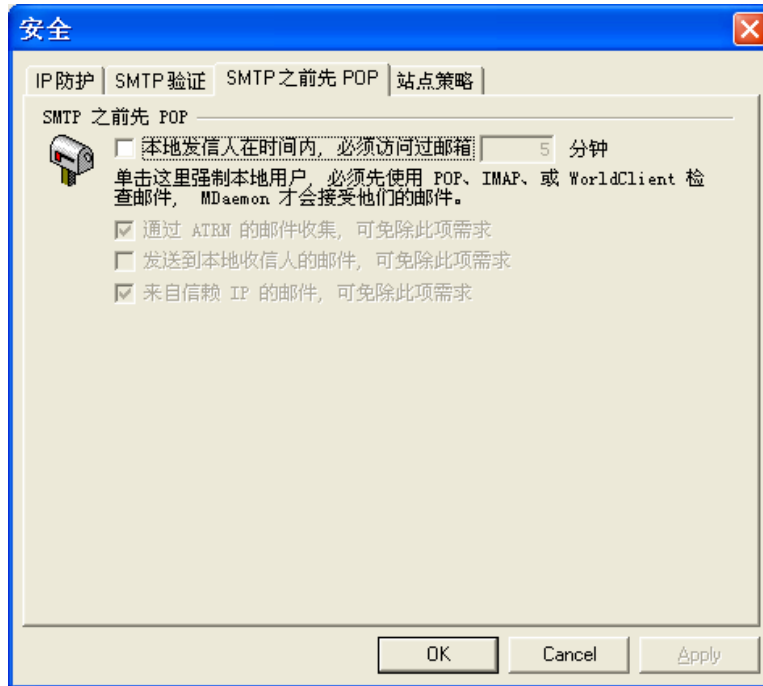 安全
IP防护 SMTP验证 SMTP之前先 POP 站点策略
SMTP 之前先 POP
本地发信人在时间内, 必须访问过邮箱 5 分钟
单击这里强制本地用户, 必须先使用 POP、IMAP、或 WorldClient 检
查邮件, MDaemon 才会接受他们的邮件。
通过 ATRN 的邮件收集, 可免除此项需求
发送到本地收信人的邮件, 可免除此项需求
来自信赖 IP 的邮件, 可免除此项需求
OK Cancel Apply